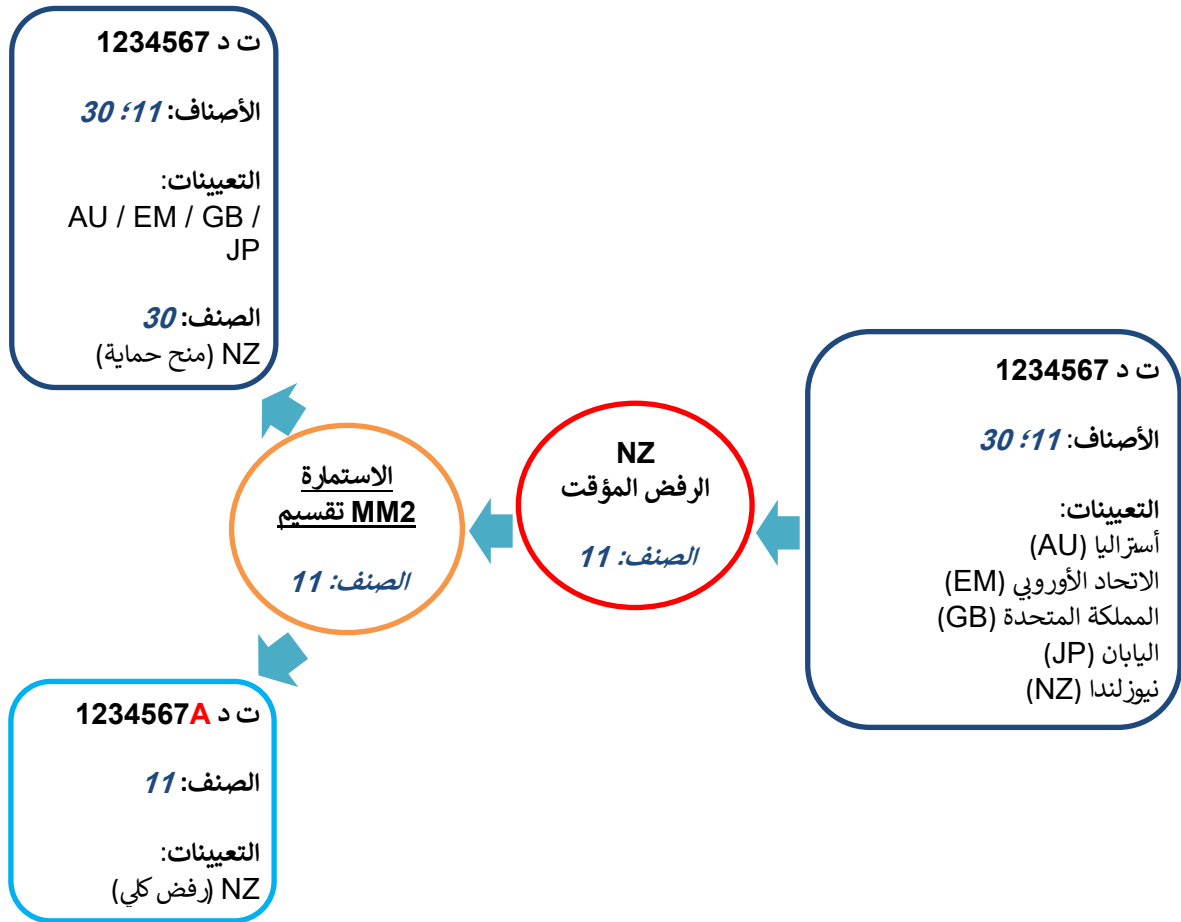 ت د 1234567
الأصناف: 11؛ 30
التعيينات:
أستراليا (AU)
الاتحاد الأوروبي (EM)
المملكة المتحدة (GB)
اليابان (JP)
نيوزلندا (NZ)
NZ
الرفض المؤقت
الصنف: 11
الاستمارة
MM2 تقسيم
الصنف: 11
ت د 1234567
الأصناف: 11؛ 30
التعيينات:
AU / EM / GB /
JP
الصنف: 30
NZ (منح حماية)
ت د 1234567A
الصنف: 11
التعيينات:
NZ (رفض كلي)